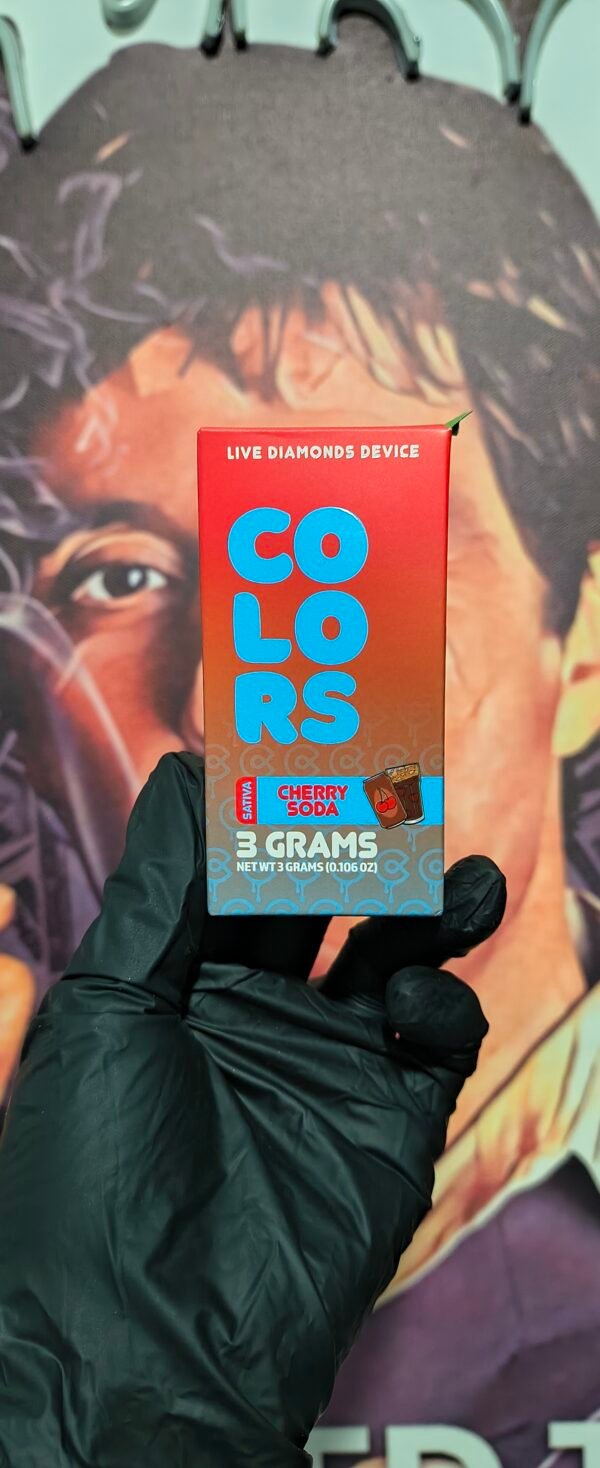 LIVE DIAMONDS DEVICE
CO
LO
RS
SATIVA
CHERRY
SODA
3 GRAMS
NET WT 3 GRAMS (0.106 OZ)